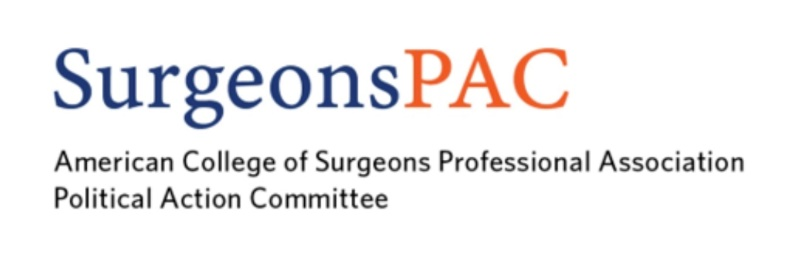 SurgeonsPAC
American College of Surgeons Professional Association
Political Action Committee